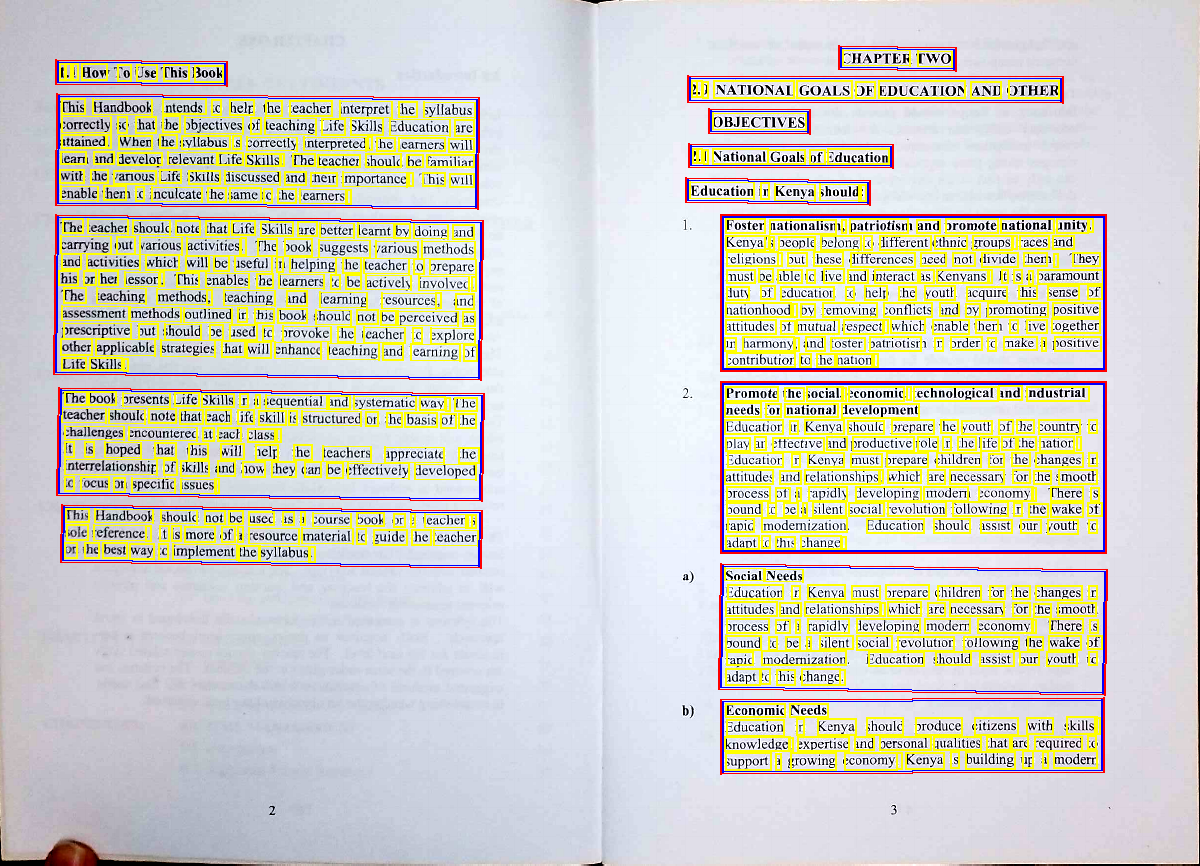 1.1 How To Use This Book
This Handbook intends to help the teacher interpret the syllabus
correctly so that the objectives of teaching Life Skills Education are
attained. When the syllabus is correctly interpreted, the learners will
learn and develop relevant Life Skills. The teacher should be familiar
with the various Life Skills discussed and their importance. This will
enable them to inculcate the same to the learners.
The teacher should note that Life Skills are better learnt by doing and
carrying out various activities. The book suggests various methods
and activities which will be useful in helping the teacher to prepare
his or her lesson. This enables the learners to be actively involved.
The teaching methods, teaching and learning resources, and
assessment methods outlined in this book should not be perceived as
prescriptive but should be used to provoke the teacher to explore
other applicable strategies that will enhance teaching and learning of
Life Skills.
The book presents Life Skills in a sequential and systematic way. The
teacher should note that each life skill is structured on the basis of the
challenges encountered at each class.
It is hoped that this will help the teachers appreciate the
interrelationship of skills and how they can be effectively developed
to focus on specific issues.
This Handbook should not be used as a course book or a teacher's
sole reference. It is more of a resource material to guide the teacher
on the best way to implement the syllabus.
2
CHAPTER TWO
2.0 NATIONAL GOALS OF EDUCATION AND OTHER
OBJECTIVES
2.1 National Goals of Education
Education in Kenya should:
1. Foster nationalism, patriotism and promote national unity.
Kenya's people belong to different ethnic groups, races and
religions, but these differences need not divide them. They
must be able to live and interact as Kenyans. It is a paramount
duty of education to help the youth acquire this sense of
nationhood by removing conflicts and by promoting positive
attitudes of mutual respect which enable them to live together
in harmony, and foster patriotism in order to make a positive
contribution to the nation.
2. Promote the social, economic, technological and industrial
needs for national development
Education in Kenya should prepare the youth of the country to
play an effective and productive role in the life of the nation.
Education in Kenya must prepare children for the changes in
attitudes and relationships, which are necessary for the smooth
process of a rapidly developing modern economy. There is
bound to be a silent social revolution following in the wake of
rapid modernization. Education should assist our youth to
adapt to this change.
a) Social Needs
Education in Kenya must prepare children for the changes in
attitudes and relationships which are necessary for the smooth
process of a rapidly developing modern economy. There is
bound to be a silent social revolution following the wake of
rapid modernization. Education should assist our youth to
adapt to this change.
b) Economic Needs
Education in Kenya should produce citizens with skills,
knowledge, expertise and personal qualities that are required to
support a growing economy. Kenya is building up a modern
3